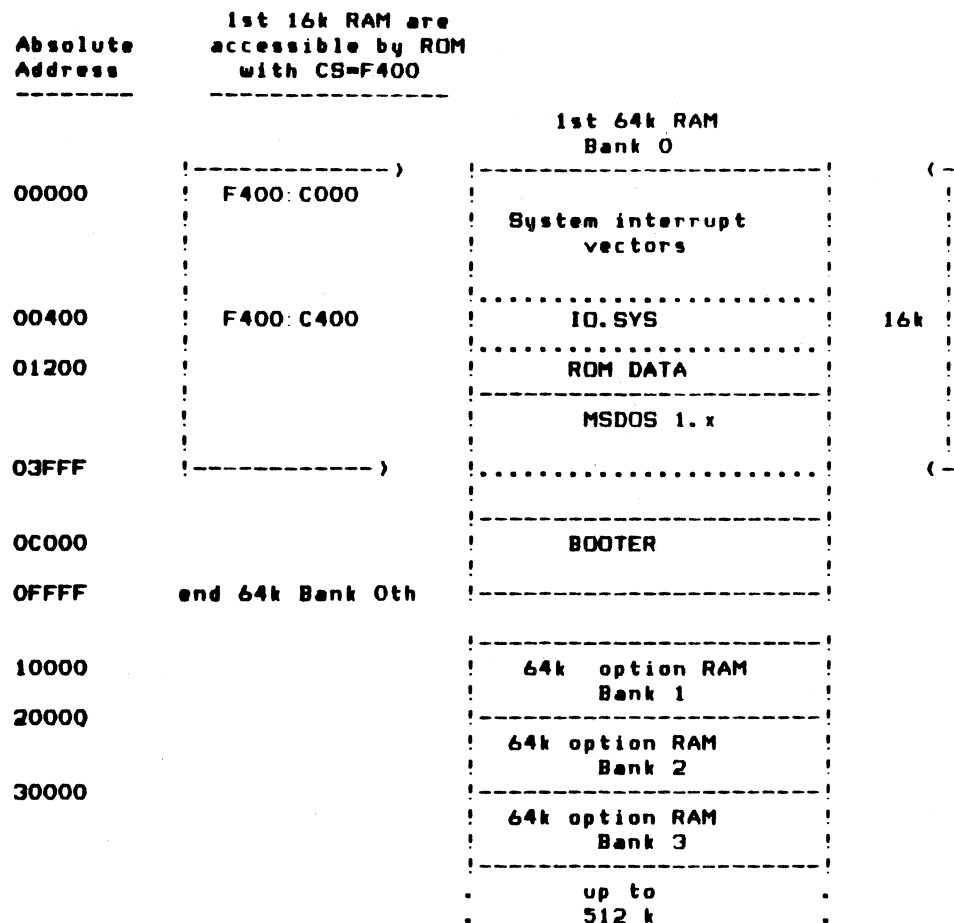 1st 16k RAM are
Absolute accessible by ROM
Address with CS=F400
-------- ----------------
1st 64k RAM
Bank 0
00000 F400:C000
System interrupt
vectors
00400 F400:C400 IO.SYS 16k
01200 ROM DATA
MSDOS 1.x
03FFF
0C000 BOOTER
0FFFF end 64k Bank 0th
10000 64k option RAM
Bank 1
20000
64k option RAM
Bank 2
30000
64k option RAM
Bank 3
up to
512 k